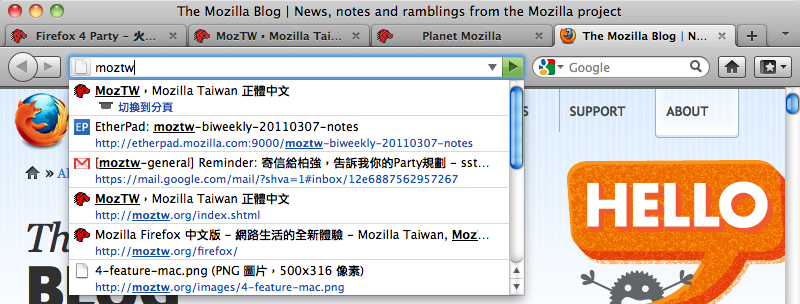 The Mozilla Blog | News, notes and ramblings from the Mozilla project
Firefox 4 Party - 火...
MozTW • Mozilla Tai...
Planet Mozilla
The Mozilla Blog | N...
moztw
Google
MozTW，Mozilla Taiwan 正體中文
切換到分頁
EtherPad: moztw-biweekly-20110307-notes
http://etherpad.mozilla.com:9000/moztw-biweekly-20110307-notes
[moztw-general] Reminder: 寄信給柏強，告訴我你的Party規劃 - sst...
https://mail.google.com/mail/?shva=1#inbox/12e6887562957267
MozTW，Mozilla Taiwan 正體中文
http://moztw.org/index.shtml
Mozilla Firefox 中文版 - 網路生活的全新體驗 - Mozilla Taiwan, Moz...
http://moztw.org/firefox/
4-feature-mac.png (PNG 圖片，500x316 像素)
http://moztw.org/images/4-feature-mac.png
S
SUPPORT
ABOUT
» Al
Th
BLOG
HELLO
EP